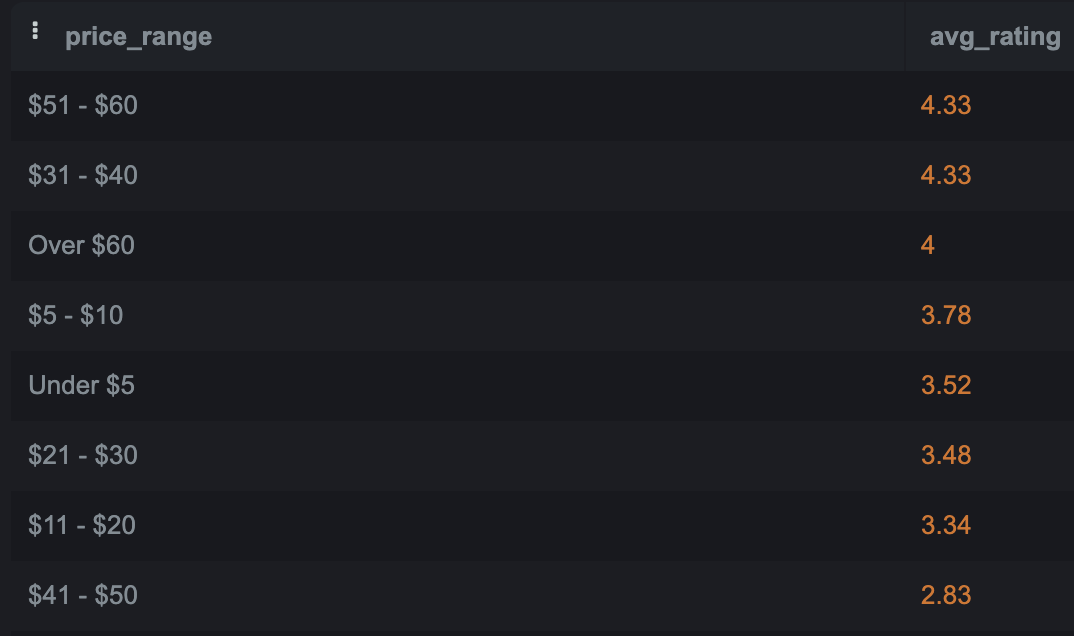 price_range avg_rating
$51 - $60 4.33
$31 - $40 4.33
Over $60 4
$5 - $10 3.78
Under $5 3.52
$21 - $30 3.48
$11 - $20 3.34
$41 - $50 2.83